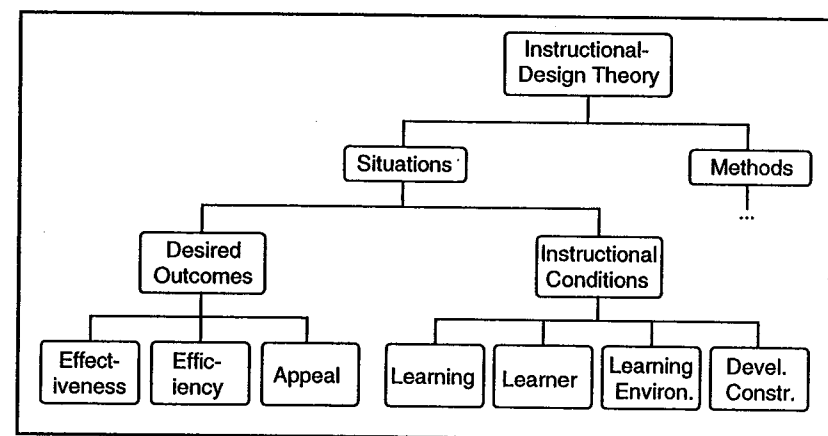 Instructional-
Design Theory
Situations
Methods
...
Desired
Outcomes
Instructional
Conditions
Effect-
iveness
Effic-
iency
Appeal
Learning
Learner
Learning
Environ.
Devel.
Constr.